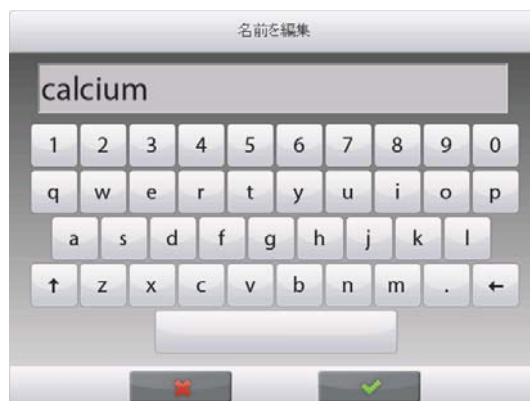 名前を編集
calcium
1 2 3 4 5 6 7 8 9 0
q w e r t y u i o p
a s d f g h j k l
↑ z x c v b n m . ←